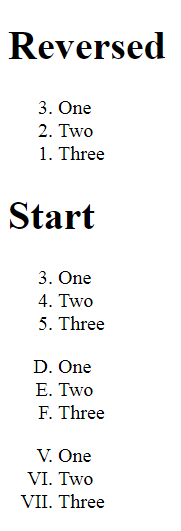 Reversed
3. One
2. Two
1. Three
Start
3. One
4. Two
5. Three
D. One
E. Two
F. Three
V. One
VI. Two
VII. Three